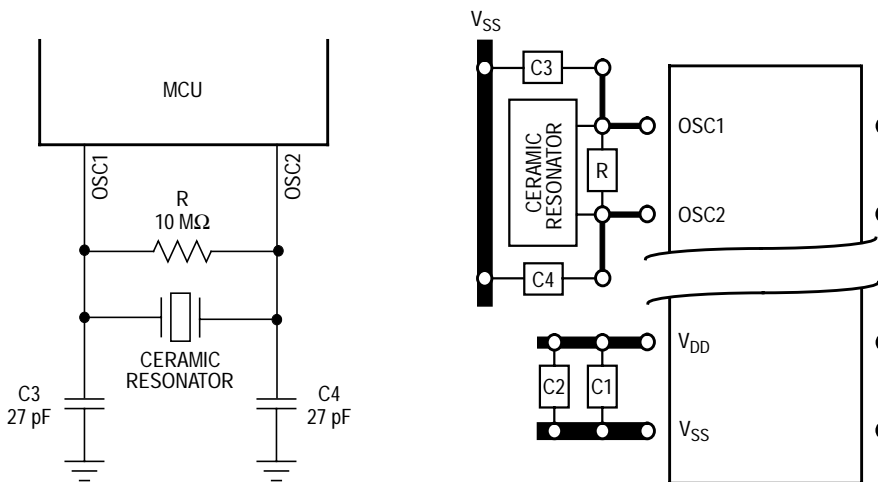 MCU
OSC1
OSC2
R
10 MΩ
CERAMIC
RESONATOR
C3
27 pF
C4
27 pF
VSS
C3
OSC1
CERAMIC
RESONATOR
R
OSC2
C4
VDD
C2
C1
VSS